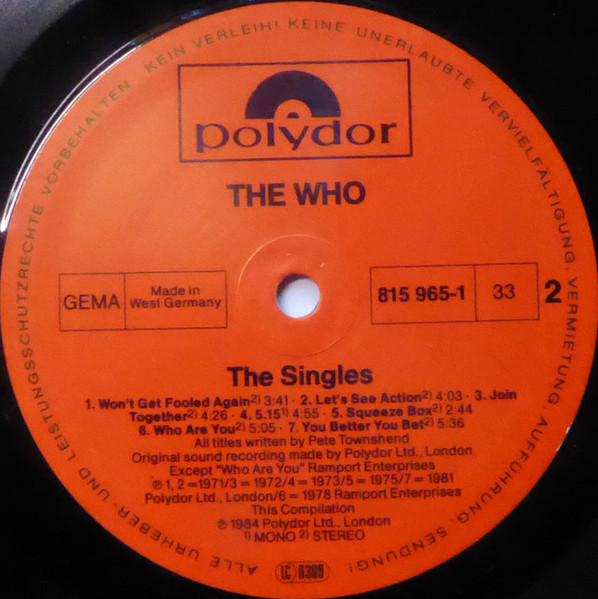 ALLE URHEBER- UND LEISTUNGSSCHUTZRECHTE VORBEHALTEN. KEIN VERLEIH! KEINE UNERLAUBTE VERVIELFÄLTIGUNG, VERMIETUNG, AUFFÜHRUNG, SENDUNG!
polydor
THE WHO
GEMA
Made in
West Germany
815 965-1
33
2
The Singles
1. Won't Get Fooled Again2) 3:41 · 2. Let's See Action2) 4:03 · 3. Join
Together2) 4:26 · 4. 5.151) 4:55 · 5. Squeeze Box2) 2:44
6. Who Are You2) 5:05 · 7. You Better You Bet2) 5:36
All titles written by Pete Townshend
Original sound recording made by Polydor Ltd., London
Except "Who Are You" Ramport Enterprises
℗ 1, 2 =1971/3 = 1972/4 = 1973/5 = 1975/7 = 1981
Polydor Ltd., London/6 = 1978 Ramport Enterprises
This Compilation
℗ 1984 Polydor Ltd., London
1) MONO 2) STEREO
LC 0309